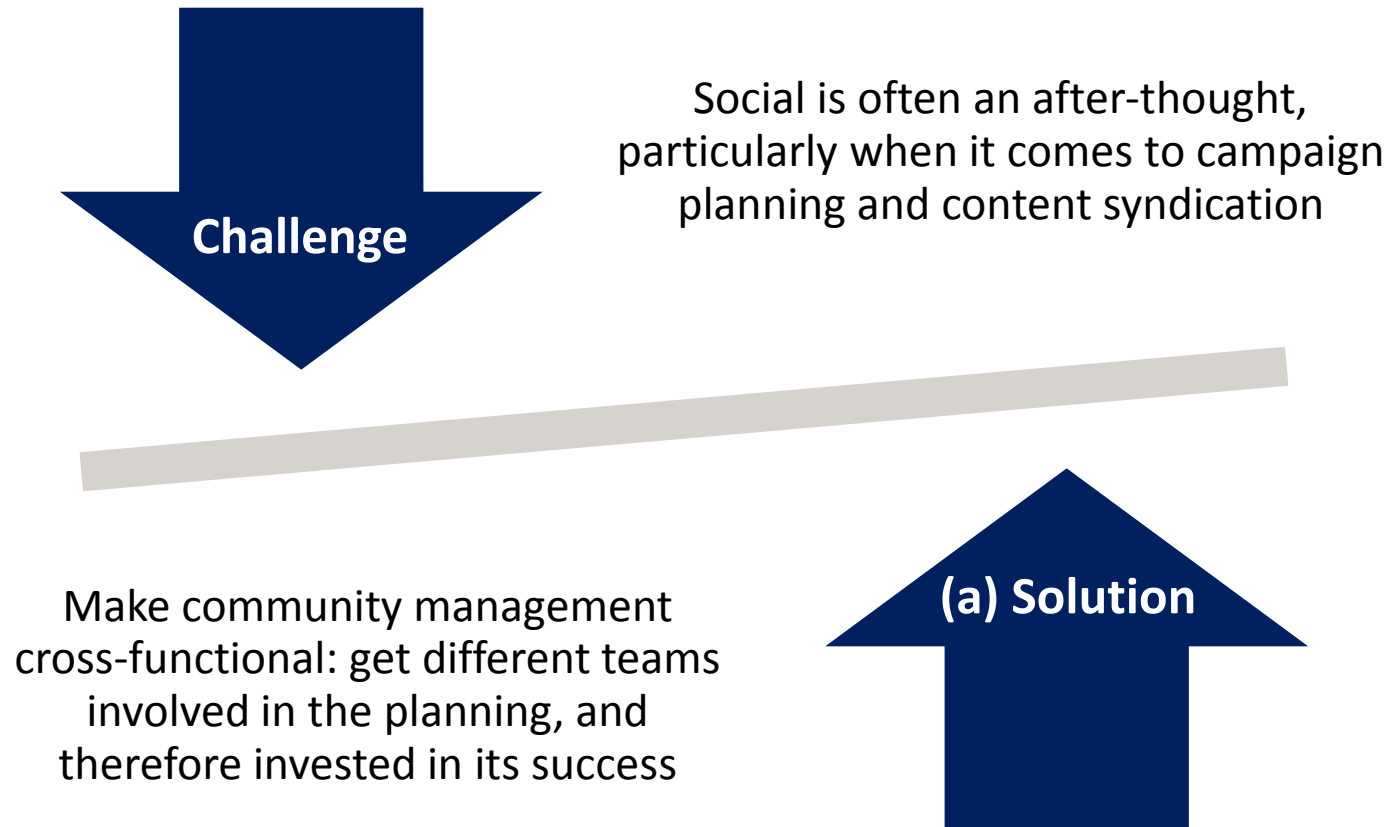 Challenge
Social is often an after-thought,
particularly when it comes to campaign
planning and content syndication
(a) Solution
Make community management
cross-functional: get different teams
involved in the planning, and
therefore invested in its success